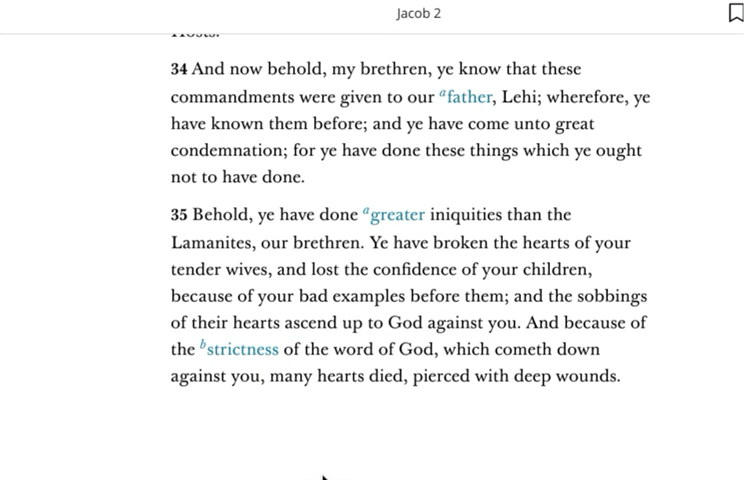 Jacob 2
Hosts.
34 And now behold, my brethren, ye know that these
commandments were given to our ᵃfather, Lehi; wherefore, ye
have known them before; and ye have come unto great
condemnation; for ye have done these things which ye ought
not to have done.
35 Behold, ye have done ᵃgreater iniquities than the
Lamanites, our brethren. Ye have broken the hearts of your
tender wives, and lost the confidence of your children,
because of your bad examples before them; and the sobbings
of their hearts ascend up to God against you. And because of
the ᵇstrictness of the word of God, which cometh down
against you, many hearts died, pierced with deep wounds.